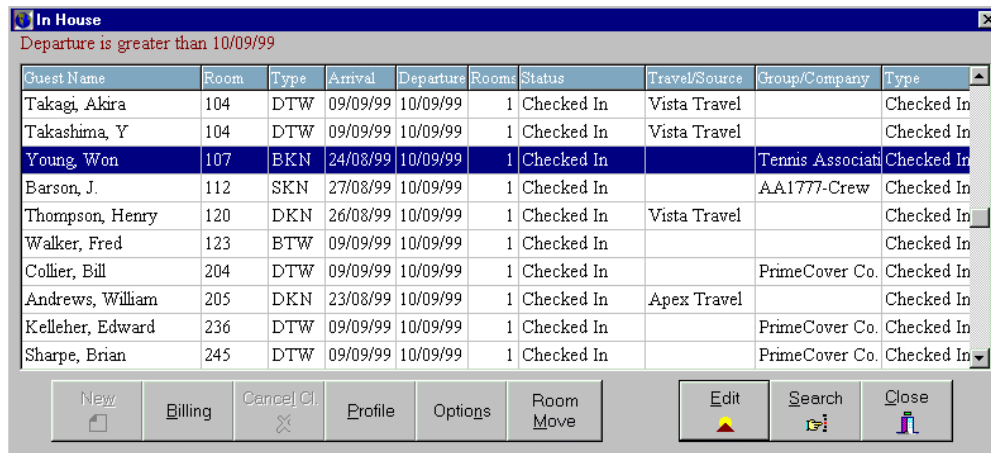 In House
Departure is greater than 10/09/99
Guest Name Room Type Arrival Departure Rooms Status Travel/Source Group/Company Type
Takagi, Akira 104 DTW 09/09/99 10/09/99 1 Checked In Vista Travel Checked In
Takashima, Y 104 DTW 09/09/99 10/09/99 1 Checked In Vista Travel Checked In
Young, Won 107 BKN 24/08/99 10/09/99 1 Checked In Tennis Associati Checked In
Barson, J. 112 SKN 27/08/99 10/09/99 1 Checked In AA1777-Crew Checked In
Thompson, Henry 120 DKN 26/08/99 10/09/99 1 Checked In Vista Travel Checked In
Walker, Fred 123 BTW 09/09/99 10/09/99 1 Checked In Checked In
Collier, Bill 204 DTW 09/09/99 10/09/99 1 Checked In PrimeCover Co. Checked In
Andrews, William 205 DKN 23/08/99 10/09/99 1 Checked In Apex Travel Checked In
Kelleher, Edward 236 DTW 09/09/99 10/09/99 1 Checked In PrimeCover Co. Checked In
Sharpe, Brian 245 DTW 09/09/99 10/09/99 1 Checked In PrimeCover Co. Checked In
New Billing Cancel CI. Profile Options Room Move Edit Search Close